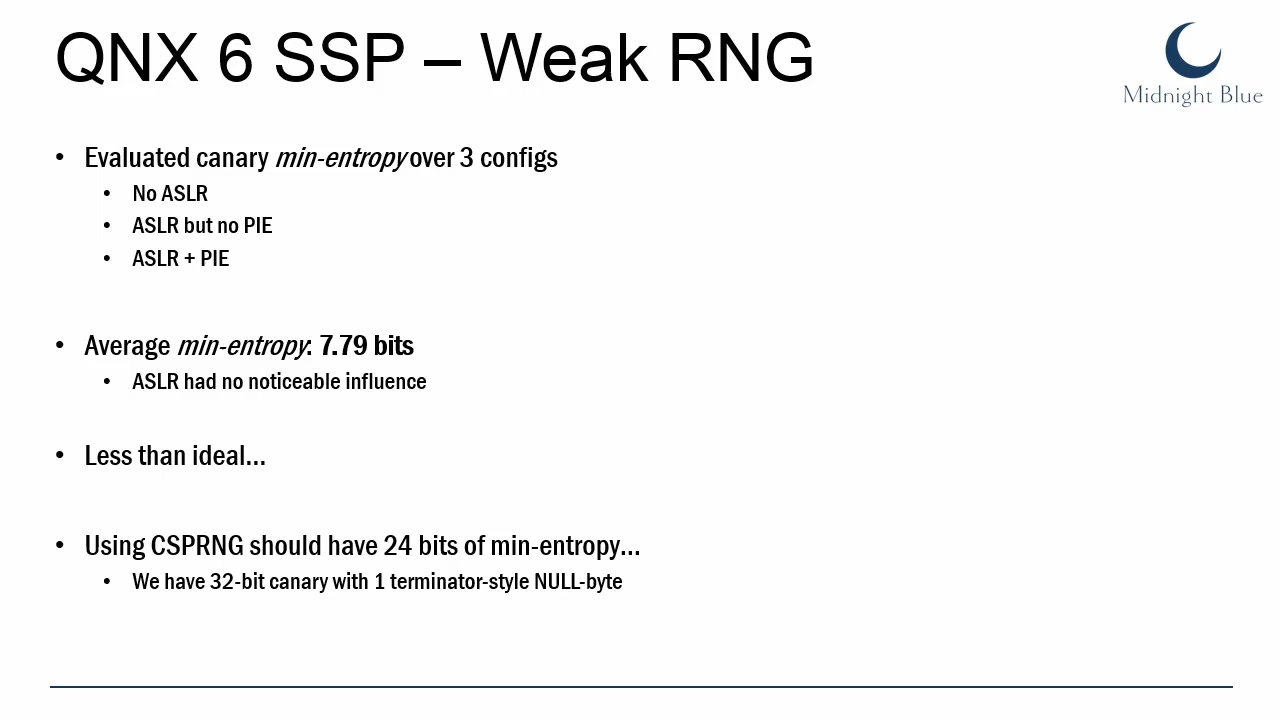 QNX 6 SSP – Weak RNG
Midnight Blue
• Evaluated canary min-entropy over 3 configs
• No ASLR
• ASLR but no PIE
• ASLR + PIE
• Average min-entropy: 7.79 bits
• ASLR had no noticeable influence
• Less than ideal...
• Using CSPRNG should have 24 bits of min-entropy...
• We have 32-bit canary with 1 terminator-style NULL-byte